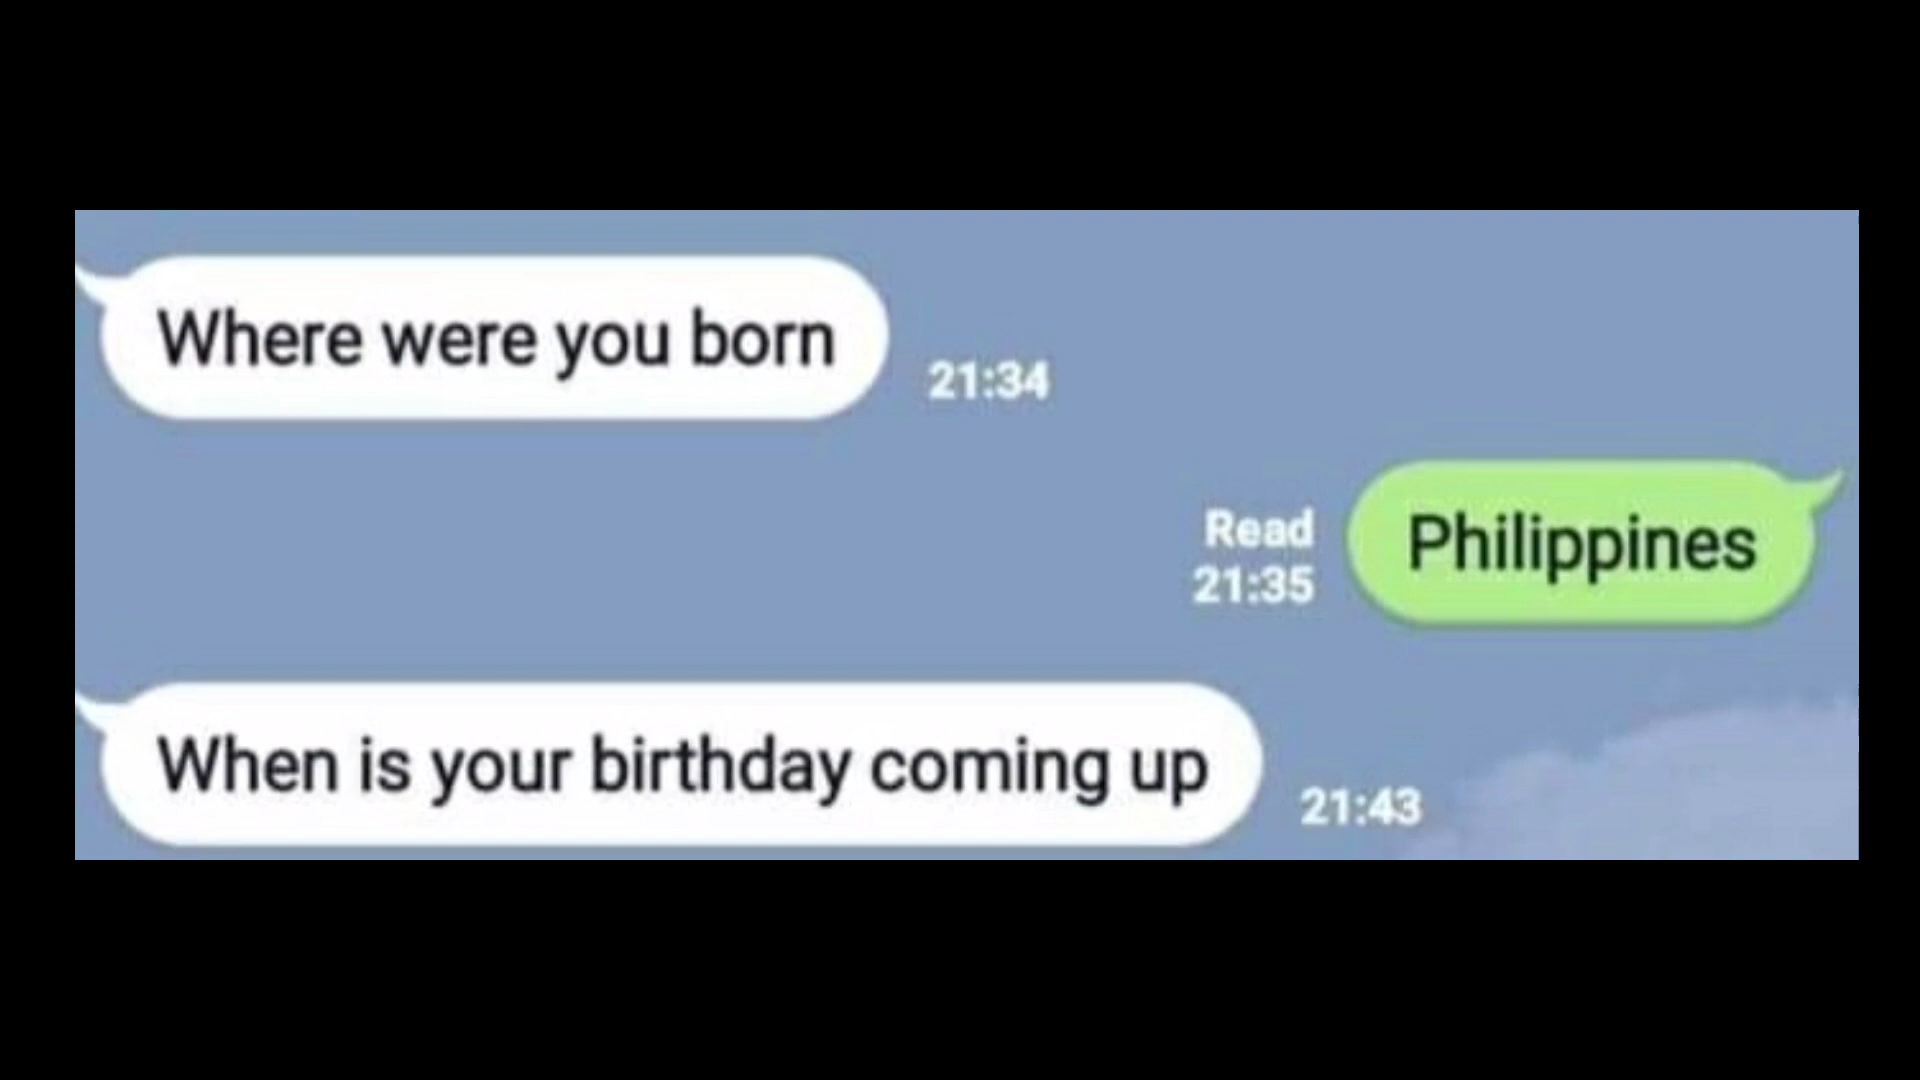 Where were you born
21:34
Read
21:35
Philippines
When is your birthday coming up
21:43